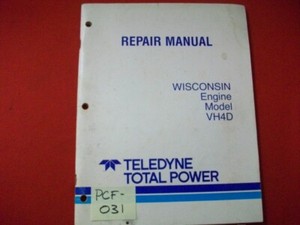 REPAIR MANUAL
WISCONSIN
Engine
Model
VH4D
TELEDYNE
TOTAL POWER
PCF-
031